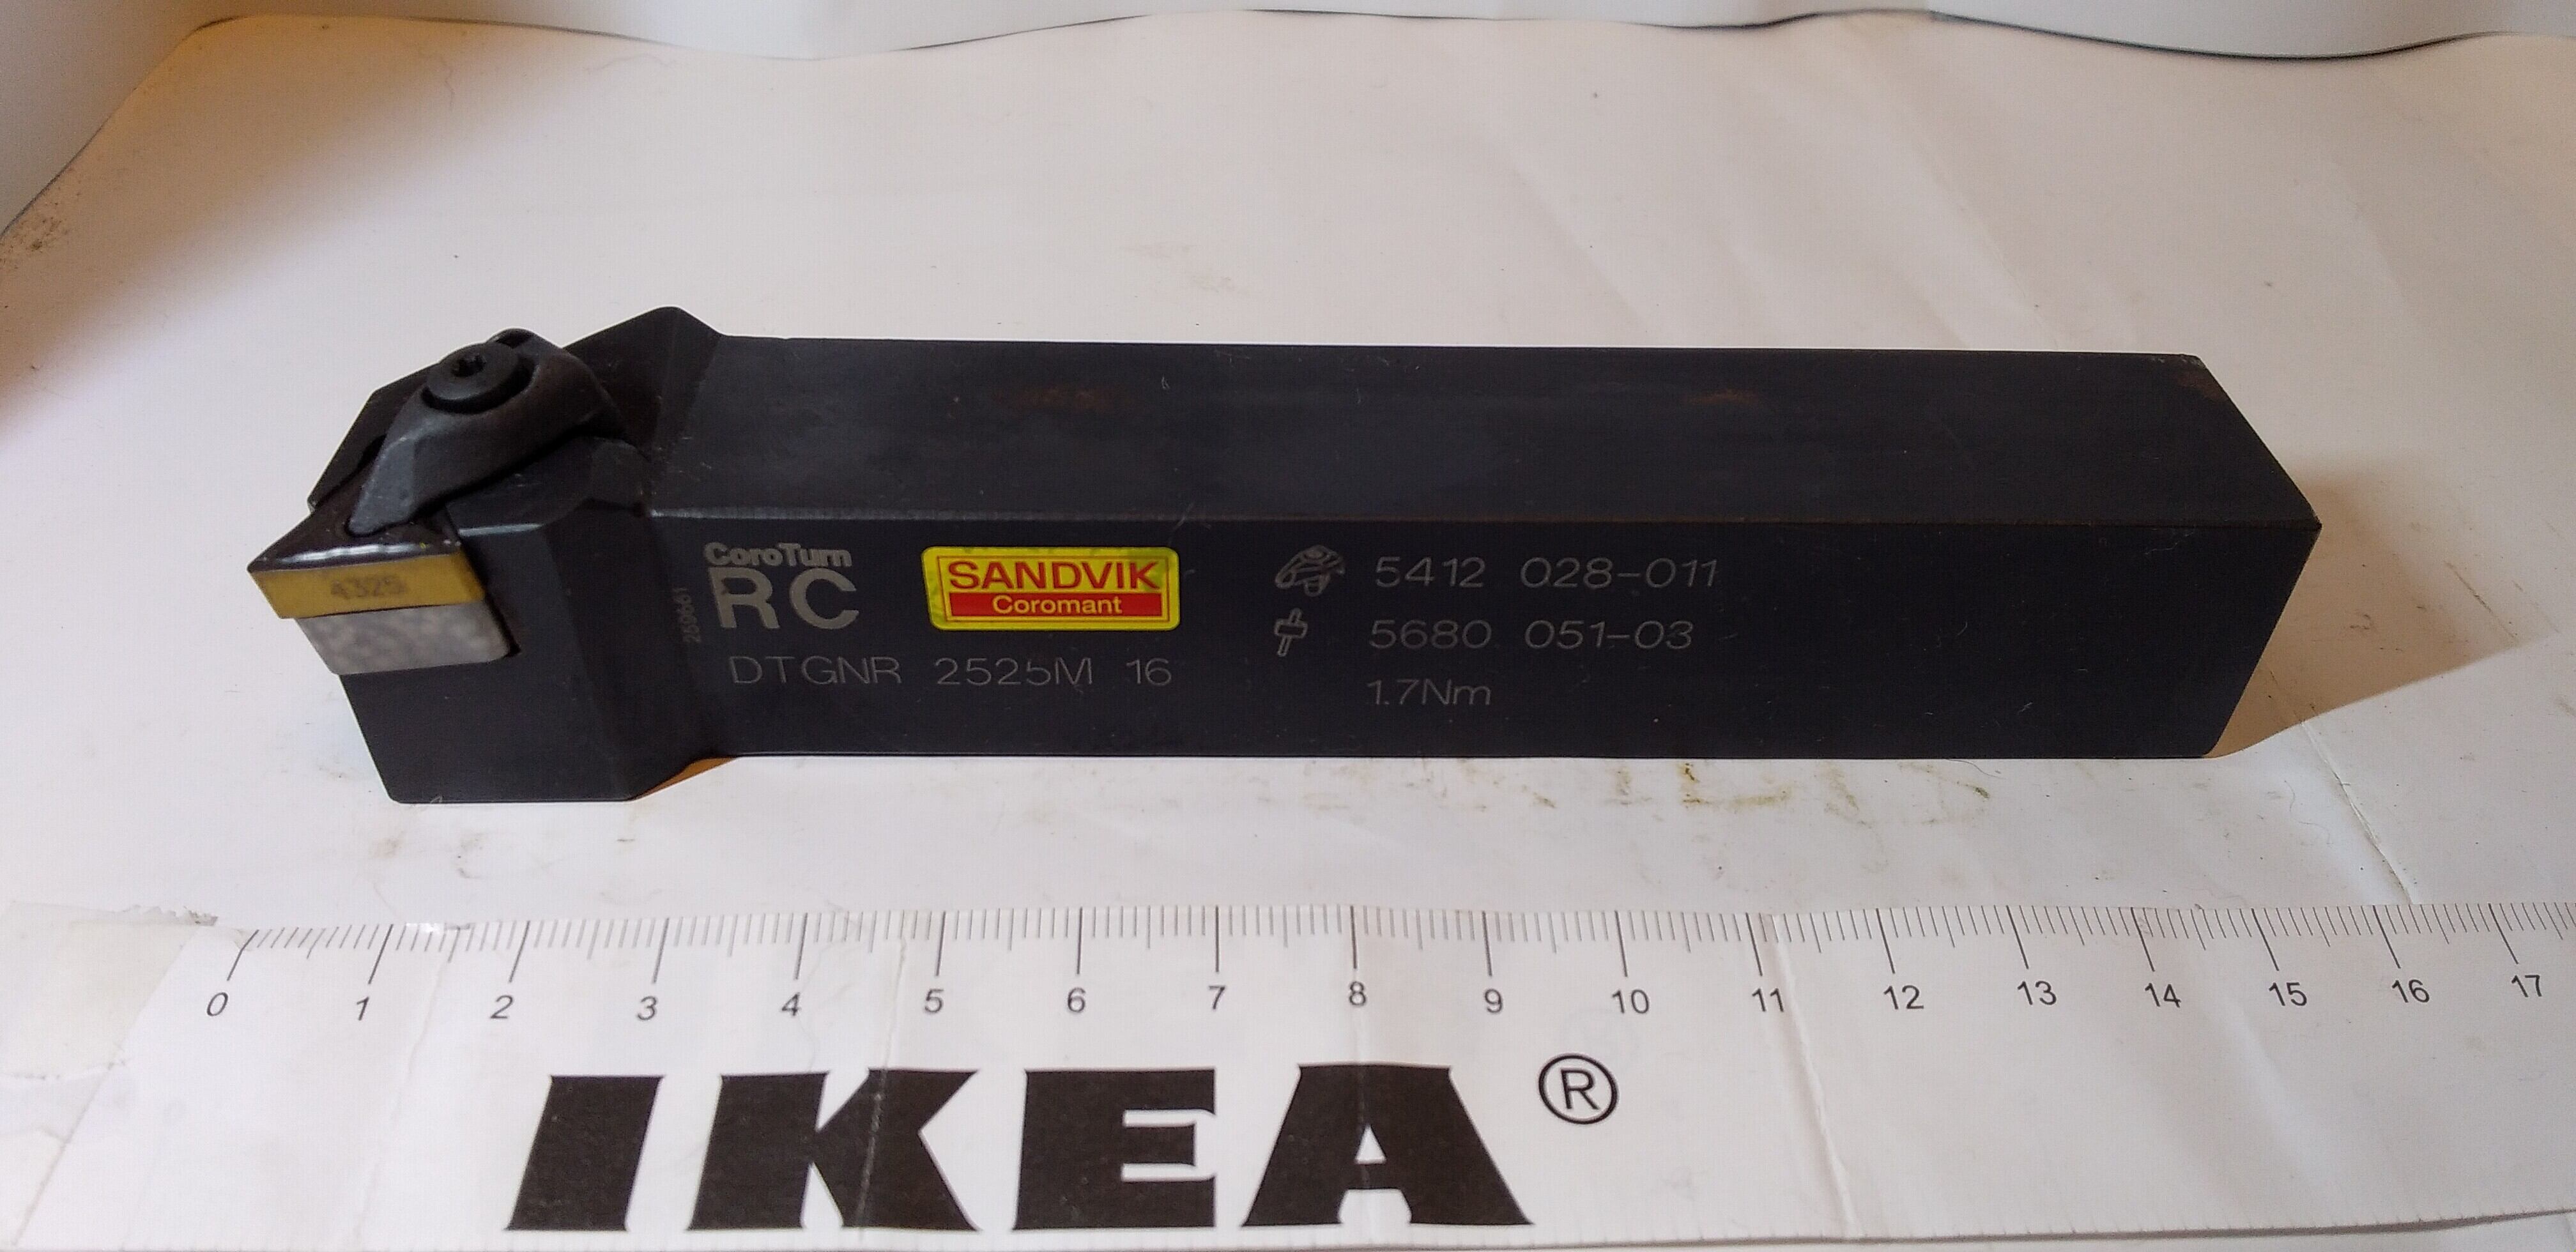 4325
259661
CoroTurn
RC
SANDVIK
Coromant
DTGNR 2525M 16
5412 028-011
5680 051-03
1.7Nm
0 1 2 3 4 5 6 7 8 9 10 11 12 13 14 15 16 17
IKEA®